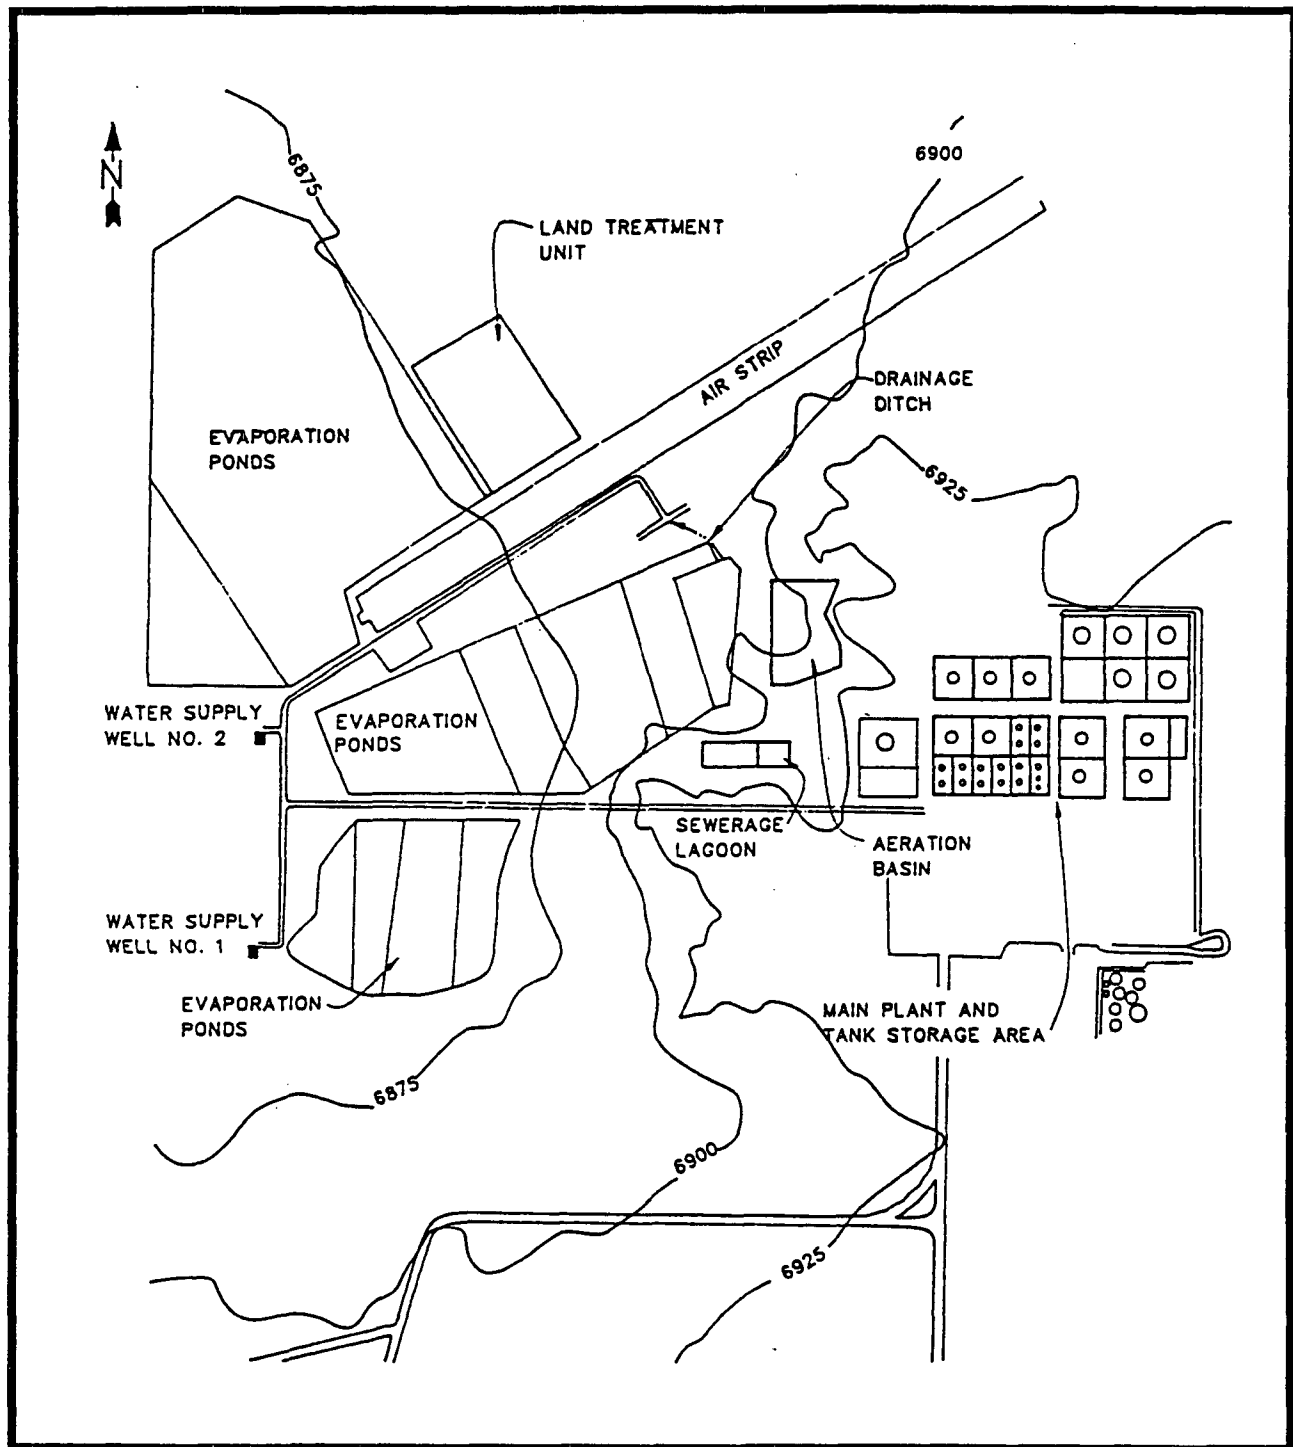 N
6875
6900
LAND TREATMENT
UNIT
AIR STRIP
DRAINAGE
DITCH
EVAPORATION
PONDS
6925
WATER SUPPLY
WELL NO. 2
EVAPORATION
PONDS
SEWERAGE
LAGOON
AERATION
BASIN
WATER SUPPLY
WELL NO. 1
EVAPORATION
PONDS
MAIN PLANT AND
TANK STORAGE AREA
6875
6900
6925